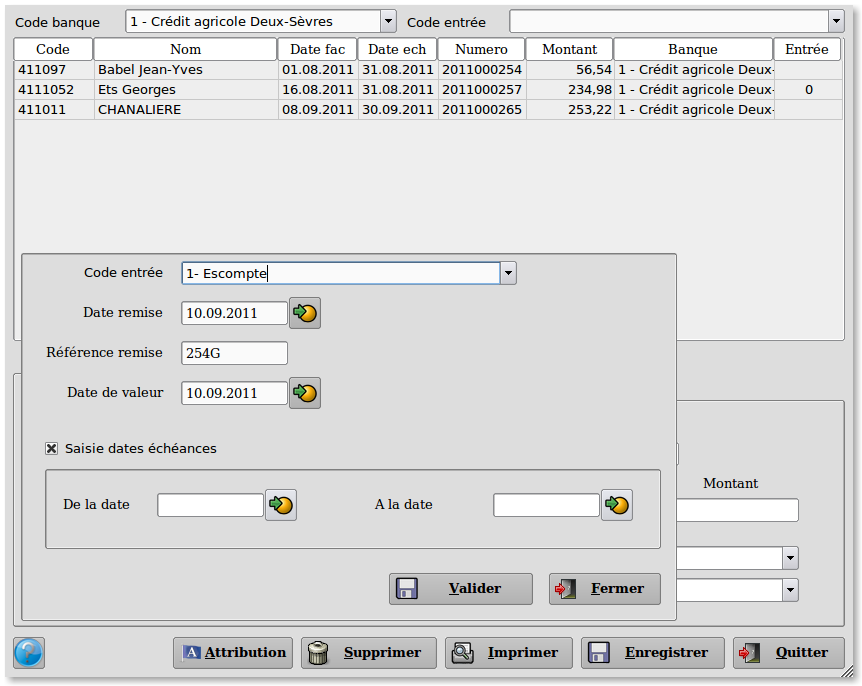 Code banque 1 - Crédit agricole Deux-Sèvres Code entrée
Code Nom Date fac Date ech Numero Montant Banque Entrée
411097 Babel Jean-Yves 01.08.2011 31.08.2011 2011000254 56,54 1 - Crédit agricole Deux-
4111052 Ets Georges 16.08.2011 31.08.2011 2011000257 234,98 1 - Crédit agricole Deux- 0
411011 CHANALIERE 08.09.2011 30.09.2011 2011000265 253,22 1 - Crédit agricole Deux-
Code entrée 1- Escompte
Date remise 10.09.2011
Référence remise 254G
Date de valeur 10.09.2011
Saisie dates échéances
Montant
De la date A la date
Valider Fermer
A Attribution Supprimer Imprimer Enregistrer Quitter